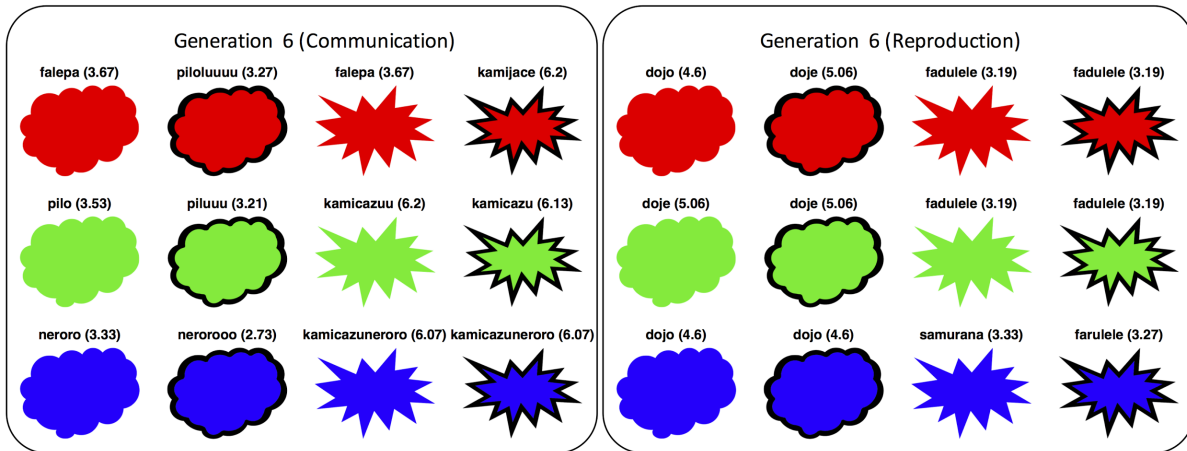 Generation 6 (Communication)
falepa (3.67) piloluuuu (3.27) falepa (3.67) kamijace (6.2)
pilo (3.53) piluuu (3.21) kamicazuu (6.2) kamicazu (6.13)
neroro (3.33) nerorooo (2.73) kamicazuneroro (6.07) kamicazuneroro (6.07)
Generation 6 (Reproduction)
dojo (4.6) doje (5.06) fadulele (3.19) fadulele (3.19)
doje (5.06) doje (5.06) fadulele (3.19) fadulele (3.19)
dojo (4.6) dojo (4.6) samurana (3.33) farulele (3.27)